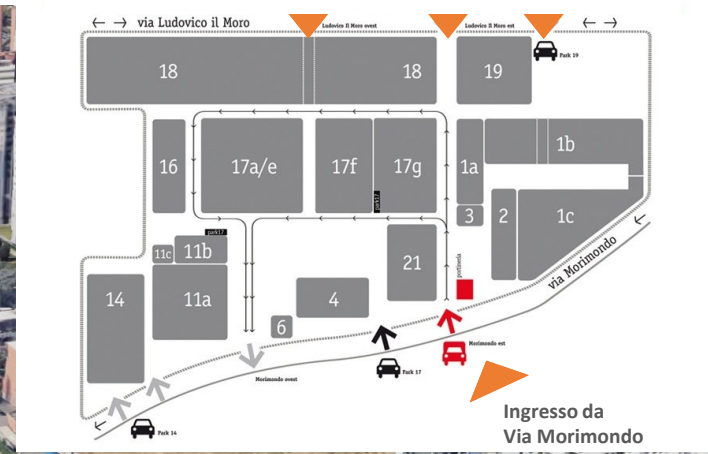 ← → via Ludovico il Moro
Ludovico Il Moro ovest
Ludovico Il Moro est
← →
Park 19
18
18
19
16
17a/e
17f
17g
park17
1a
1b
3
2
1c
park17
11c
11b
11a
14
6
4
21
portineria
via Morimondo
Morimondo est
Park 17
Morimondo ovest
Park 14
Ingresso da
Via Morimondo